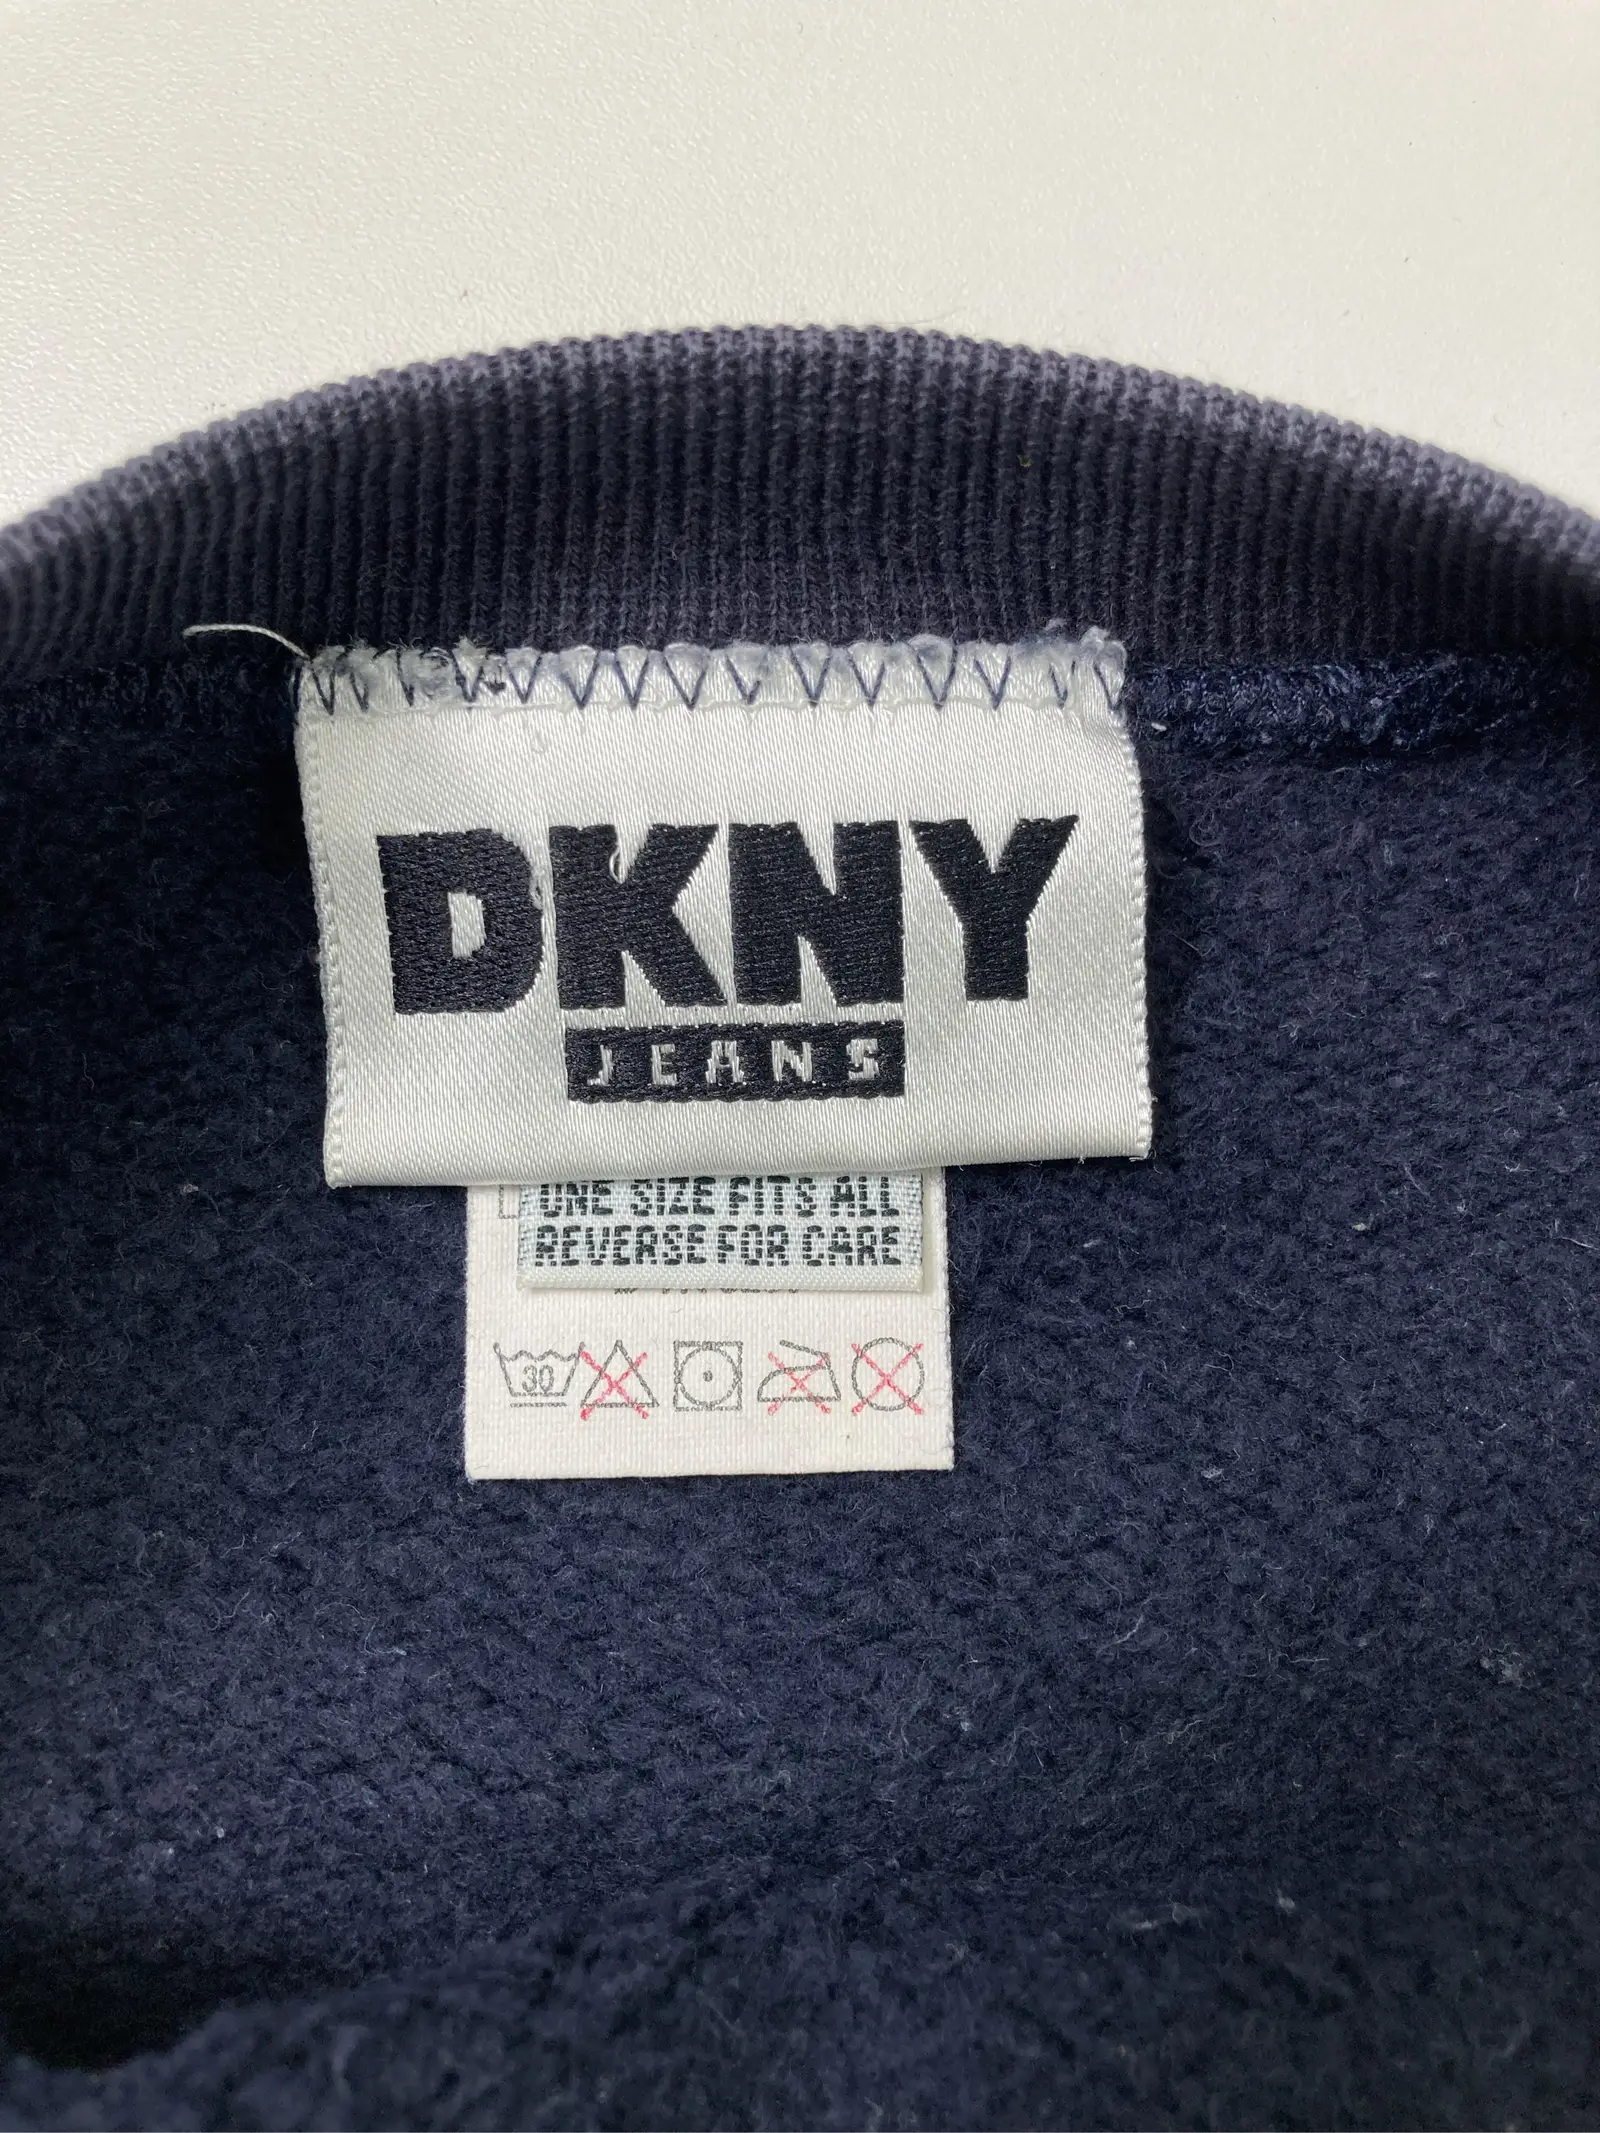 DKNY
JEANS
ONE SIZE FITS ALL
REVERSE FOR CARE
30